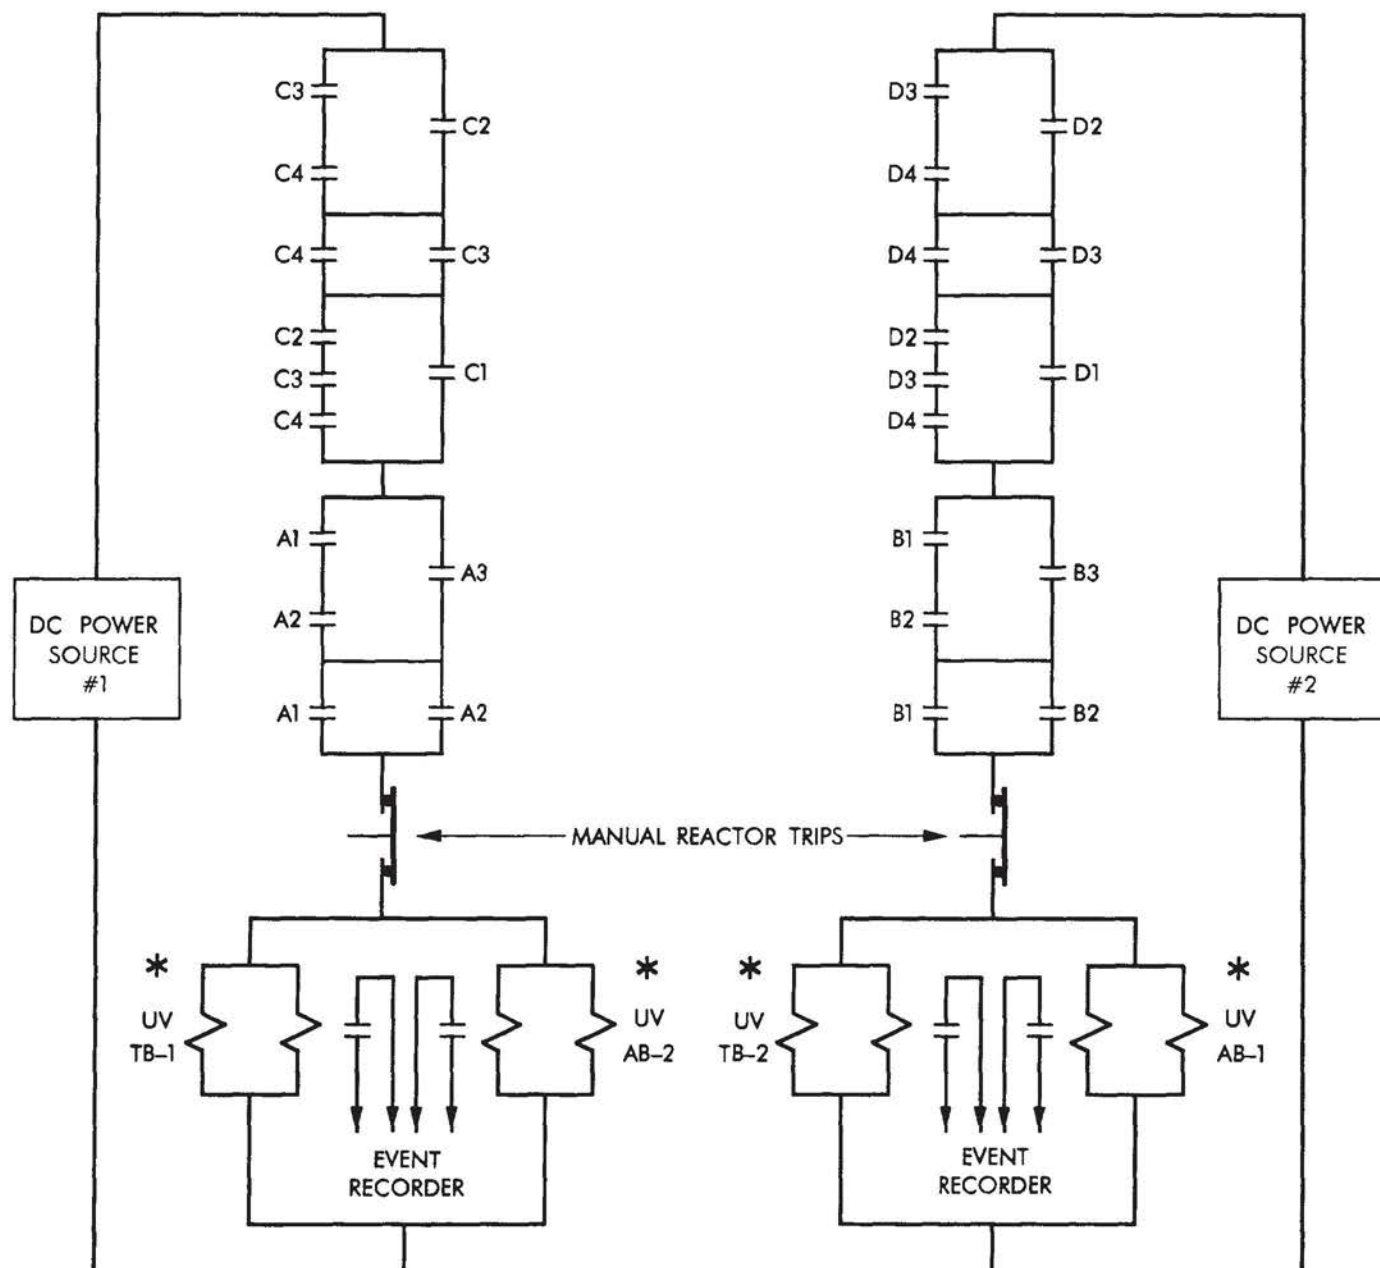 C3
C2
C4
C4
C3
C2
C3
C1
C4
A1
A3
A2
A1
A2
D3
D2
D4
D4
D3
D2
D3
D1
D4
B1
B3
B2
B1
B2
DC POWER
SOURCE
#1
DC POWER
SOURCE
#2
MANUAL REACTOR TRIPS
*
UV
TB-1
*
UV
AB-2
*
UV
TB-2
*
UV
AB-1
EVENT
RECORDER
EVENT
RECORDER